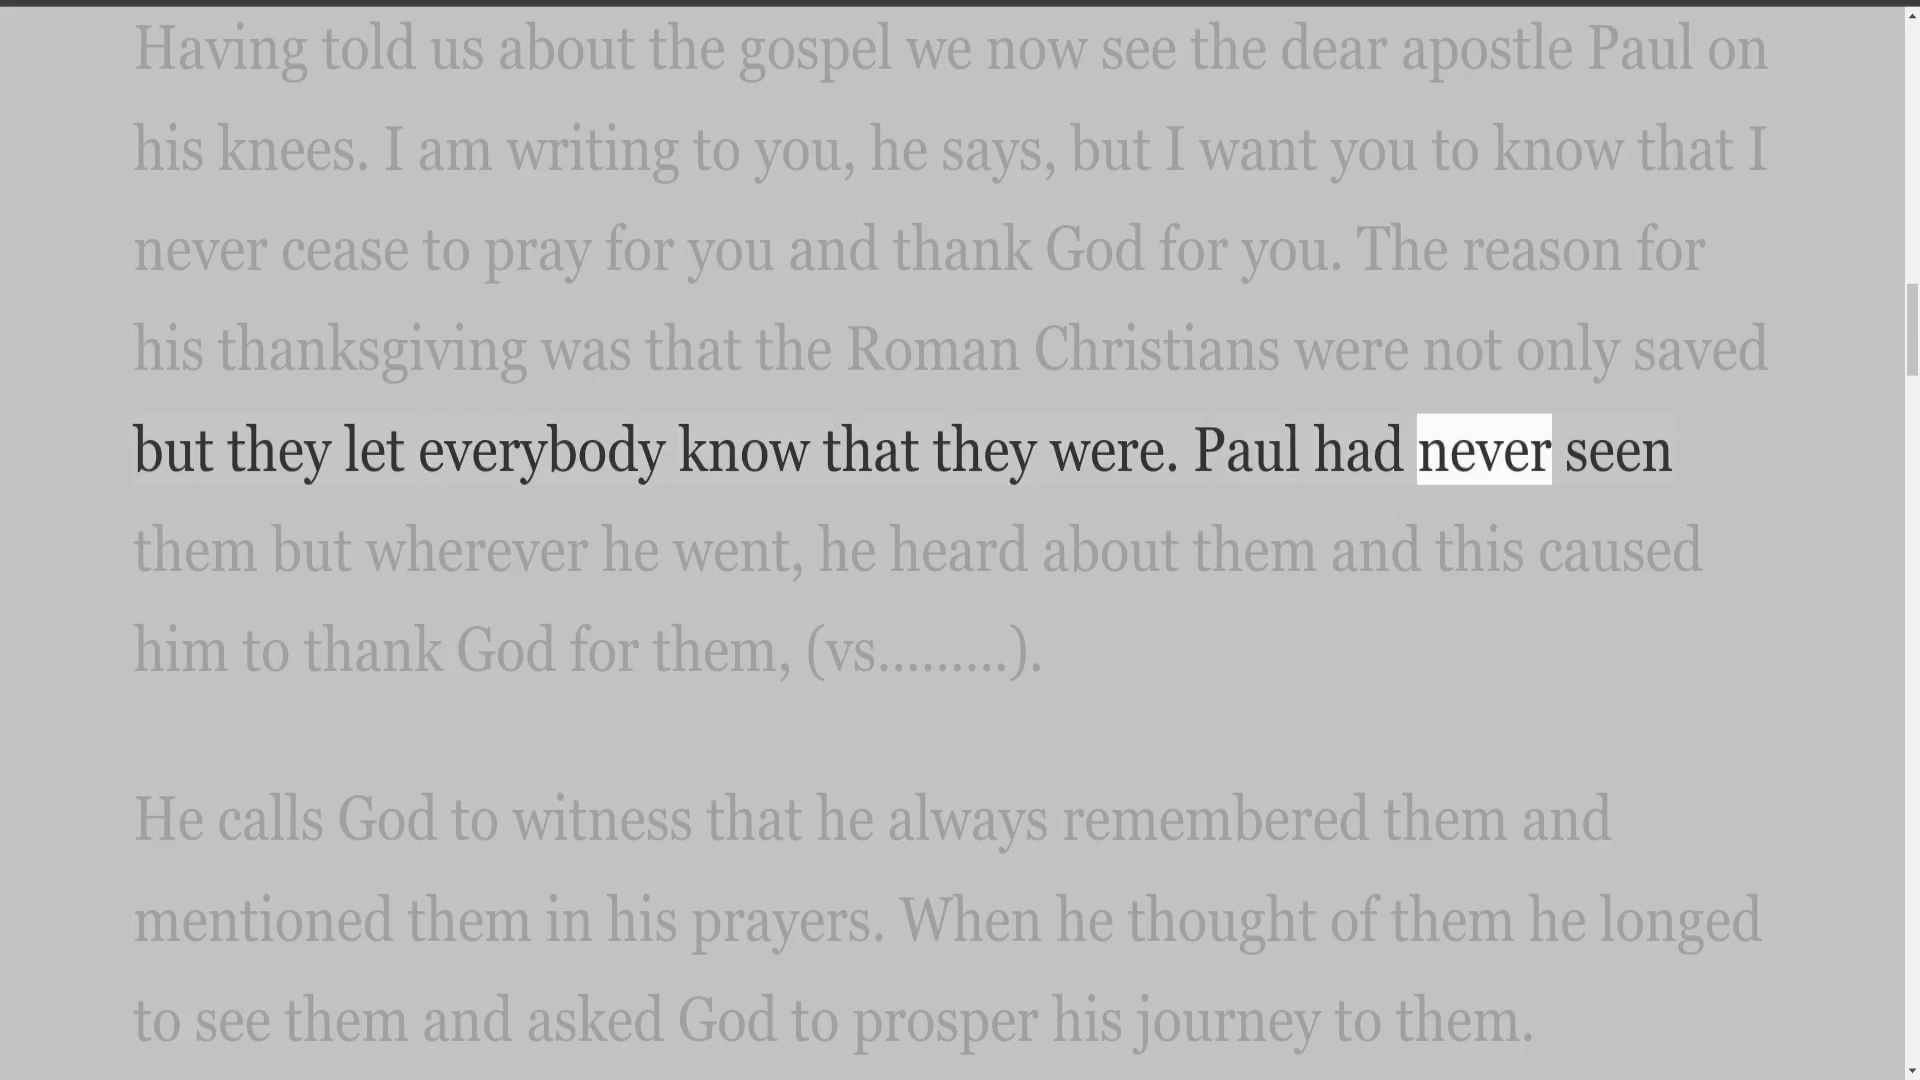 Having told us about the gospel we now see the dear apostle Paul on
his knees. I am writing to you, he says, but I want you to know that I
never cease to pray for you and thank God for you. The reason for
his thanksgiving was that the Roman Christians were not only saved
but they let everybody know that they were. Paul had never seen
them but wherever he went, he heard about them and this caused
him to thank God for them, (vs.........).
He calls God to witness that he always remembered them and
mentioned them in his prayers. When he thought of them he longed
to see them and asked God to prosper his journey to them.